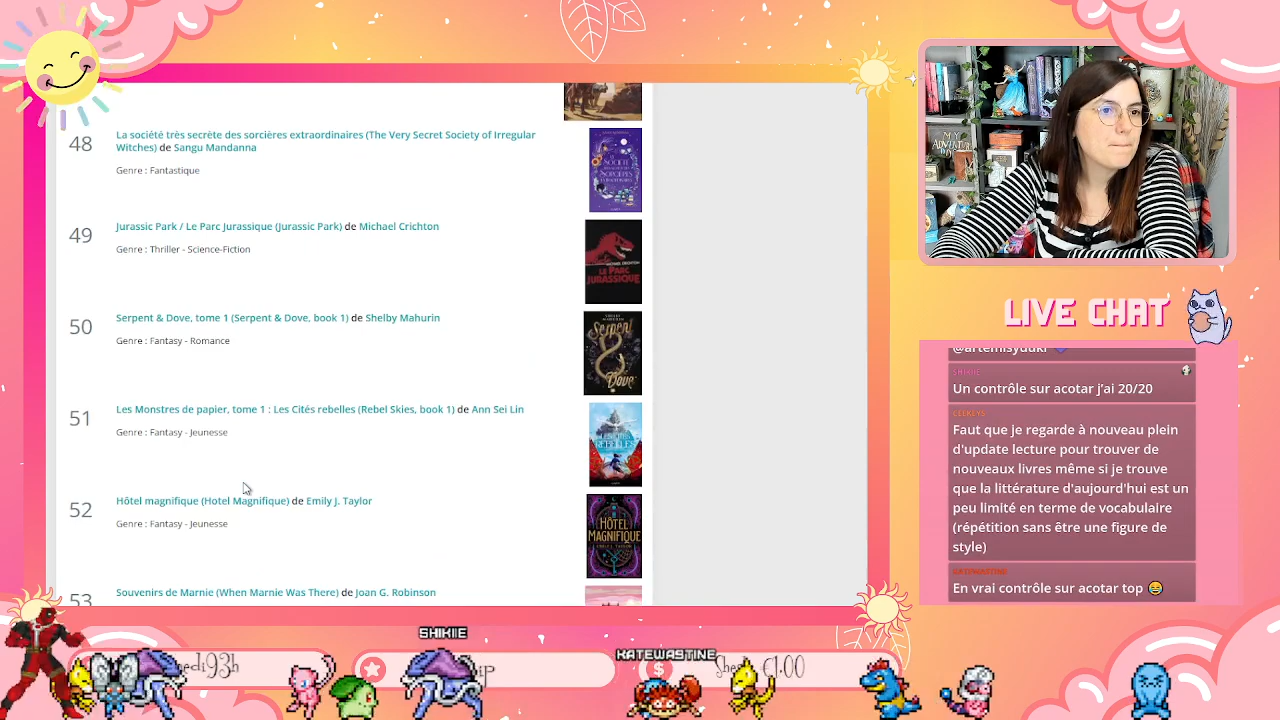 48
La société très secrète des sorcières extraordinaires (The Very Secret Society of Irregular
Witches) de Sangu Mandanna
Genre : Fantastique
49
Jurassic Park / Le Parc Jurassique (Jurassic Park) de Michael Crichton
Genre : Thriller - Science-Fiction
LE PARC
JURASSIQUE
50
Serpent & Dove, tome 1 (Serpent & Dove, book 1) de Shelby Mahurin
Genre : Fantasy - Romance
Serpent
Dove
51
Les Monstres de papier, tome 1 : Les Cités rebelles (Rebel Skies, book 1) de Ann Sei Lin
Genre : Fantasy - Jeunesse
52
Hôtel magnifique (Hotel Magnifique) de Emily J. Taylor
Genre : Fantasy - Jeunesse
HÔTEL
MAGNIFIQUE
53
Souvenirs de Marnie (When Marnie Was There) de Joan G. Robinson
LIVE CHAT
@artemisyuuki
SHIKIIE
Un contrôle sur acotar j'ai 20/20
Faut que je regarde à nouveau plein
d'update lecture pour trouver de
nouveaux livres même si je trouve
que la littérature d'aujourd'hui est un
peu limité en terme de vocabulaire
(répétition sans être une figure de
style)
En vrai contrôle sur acotar top
SHIKIIE
KATEWASTINE